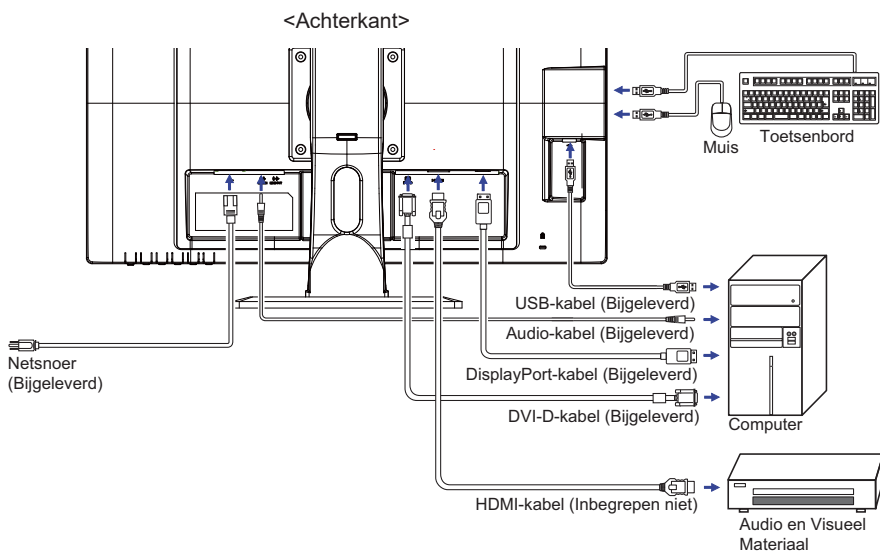 <Achterkant>
Muis
Toetsenbord
USB-kabel (Bijgeleverd)
Audio-kabel (Bijgeleverd)
Netsnoer
(Bijgeleverd)
DisplayPort-kabel (Bijgeleverd)
DVI-D-kabel (Bijgeleverd)
Computer
HDMI-kabel (Inbegrepen niet)
Audio en Visueel
Materiaal